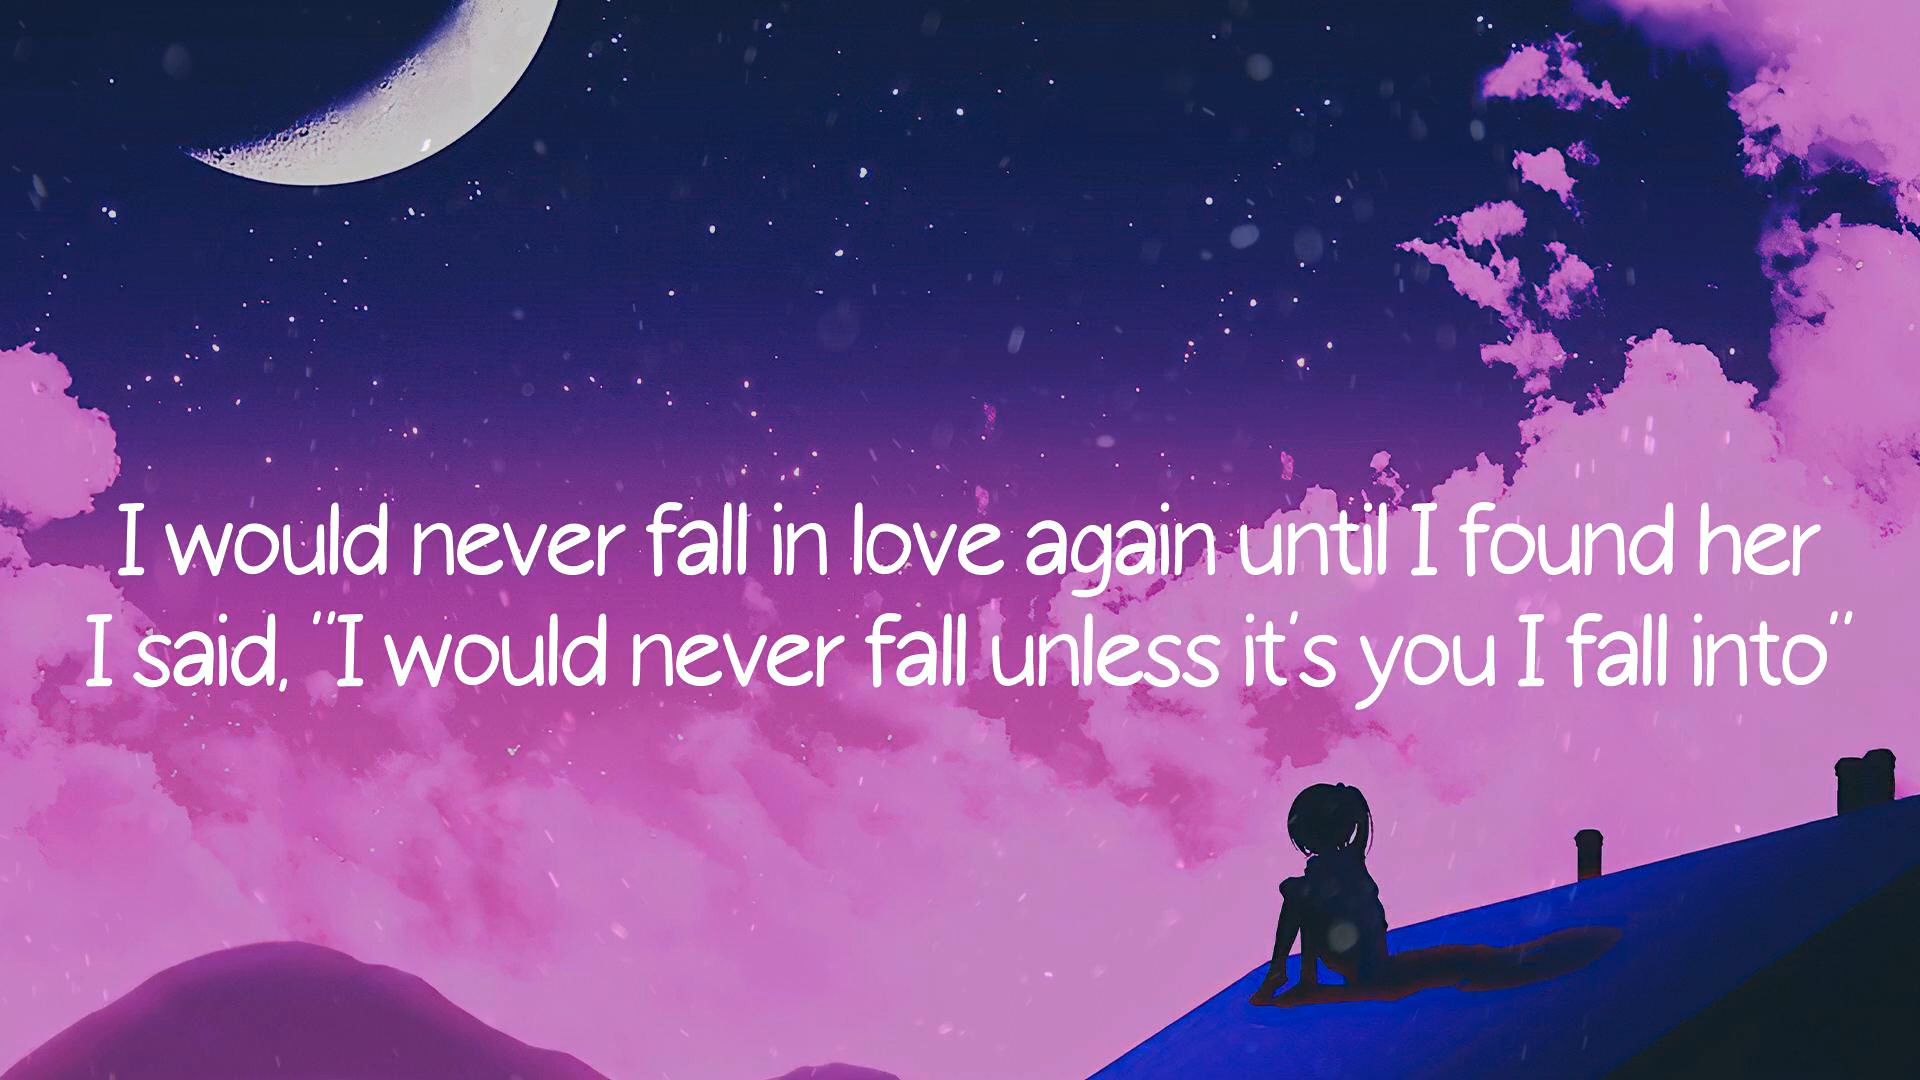 I would never fall in love again until I found her
I said, "I would never fall unless it's you I fall into"